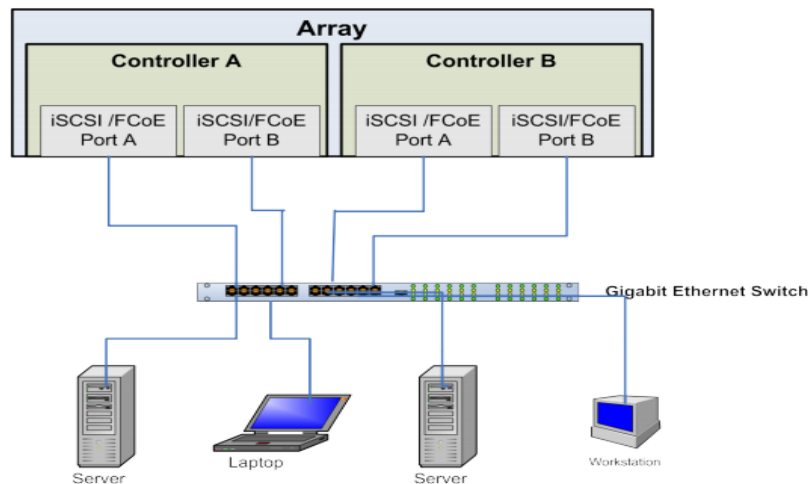 Array
Controller A
Controller B
iSCSI /FCoE
Port A
iSCSI/FCoE
Port B
iSCSI /FCoE
Port A
iSCSI/FCoE
Port B
Gigabit Ethernet Switch
Server
Laptop
Server
Workstation